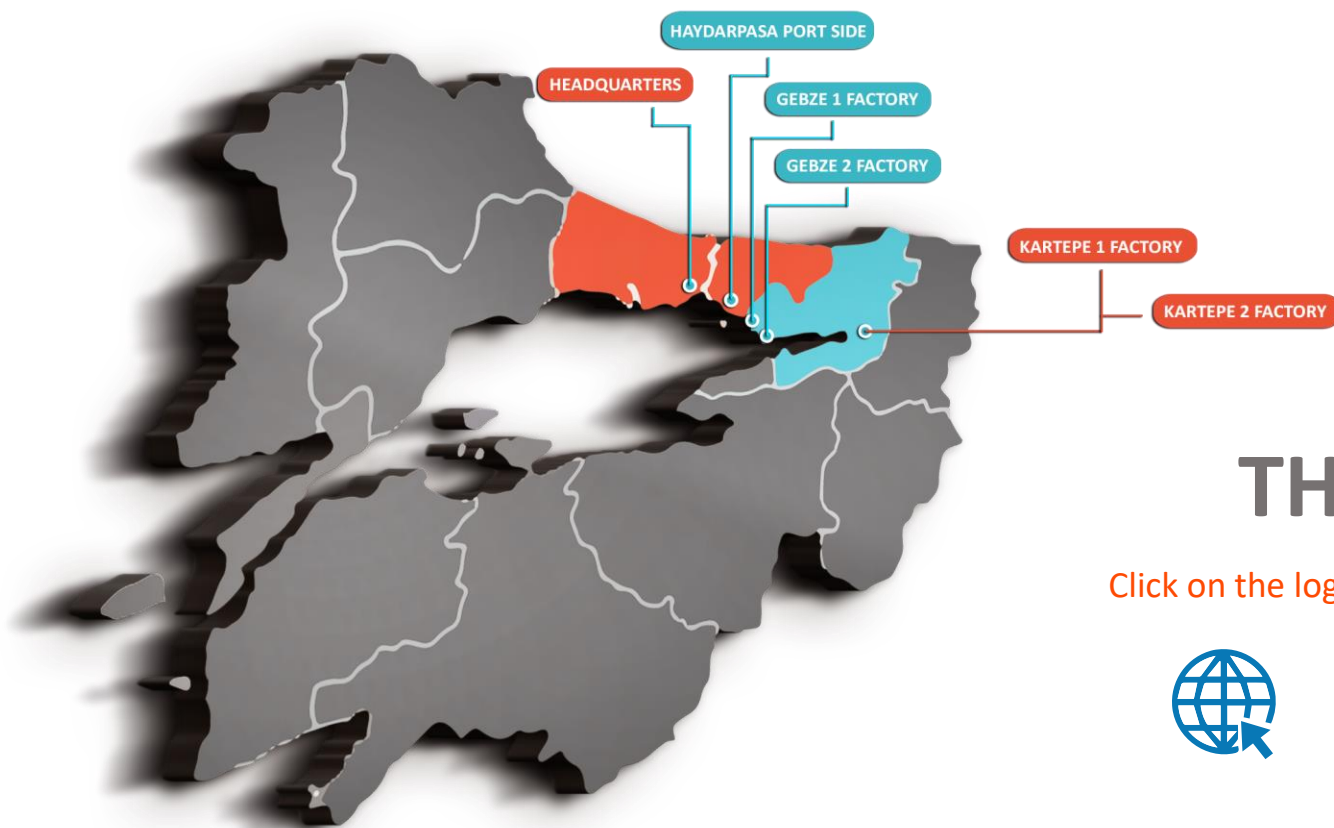 HAYDARPASA PORT SIDE
HEADQUARTERS
GEBZE 1 FACTORY
GEBZE 2 FACTORY
KARTEPE 1 FACTORY
KARTEPE 2 FACTORY
TH
Click on the log